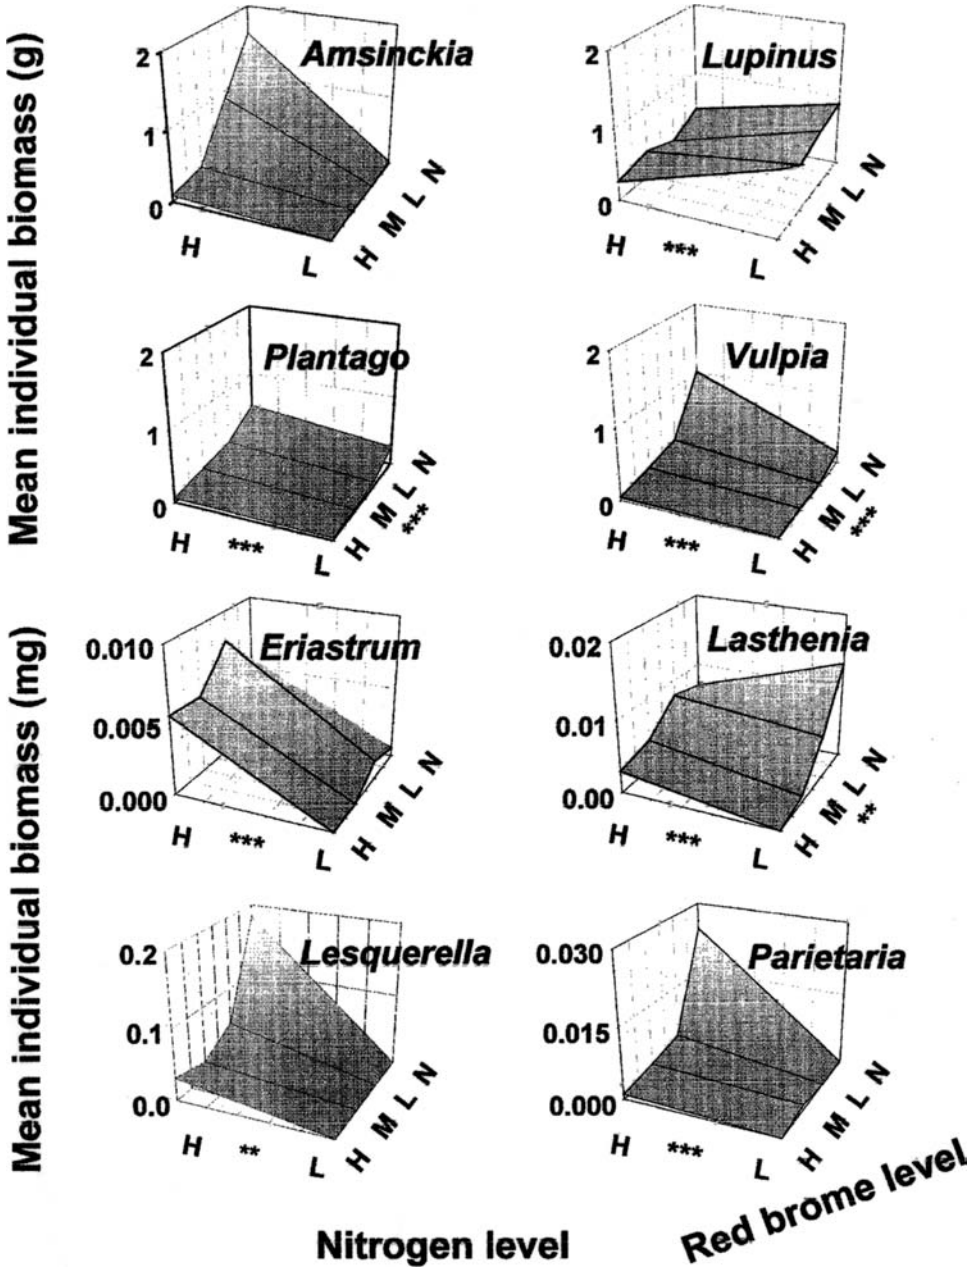 Mean individual biomass (g)
Amsinckia
2
1
0
H
L
H M L N
Lupinus
2
1
0
H *** L
H M L N
Plantago
2
1
0
H *** L
H M L N
***
Vulpia
2
1
0
H *** L
H M L N
***
Mean individual biomass (mg)
Eriastrum
0.010
0.005
0.000
H *** L
H M L N
Lasthenia
0.02
0.01
0.00
H *** L
H M L N
**
Lesquerella
0.2
0.1
0.0
H ** L
H M L N
Parietaria
0.030
0.015
0.000
H *** L
H M L N
Nitrogen level
Red brome level